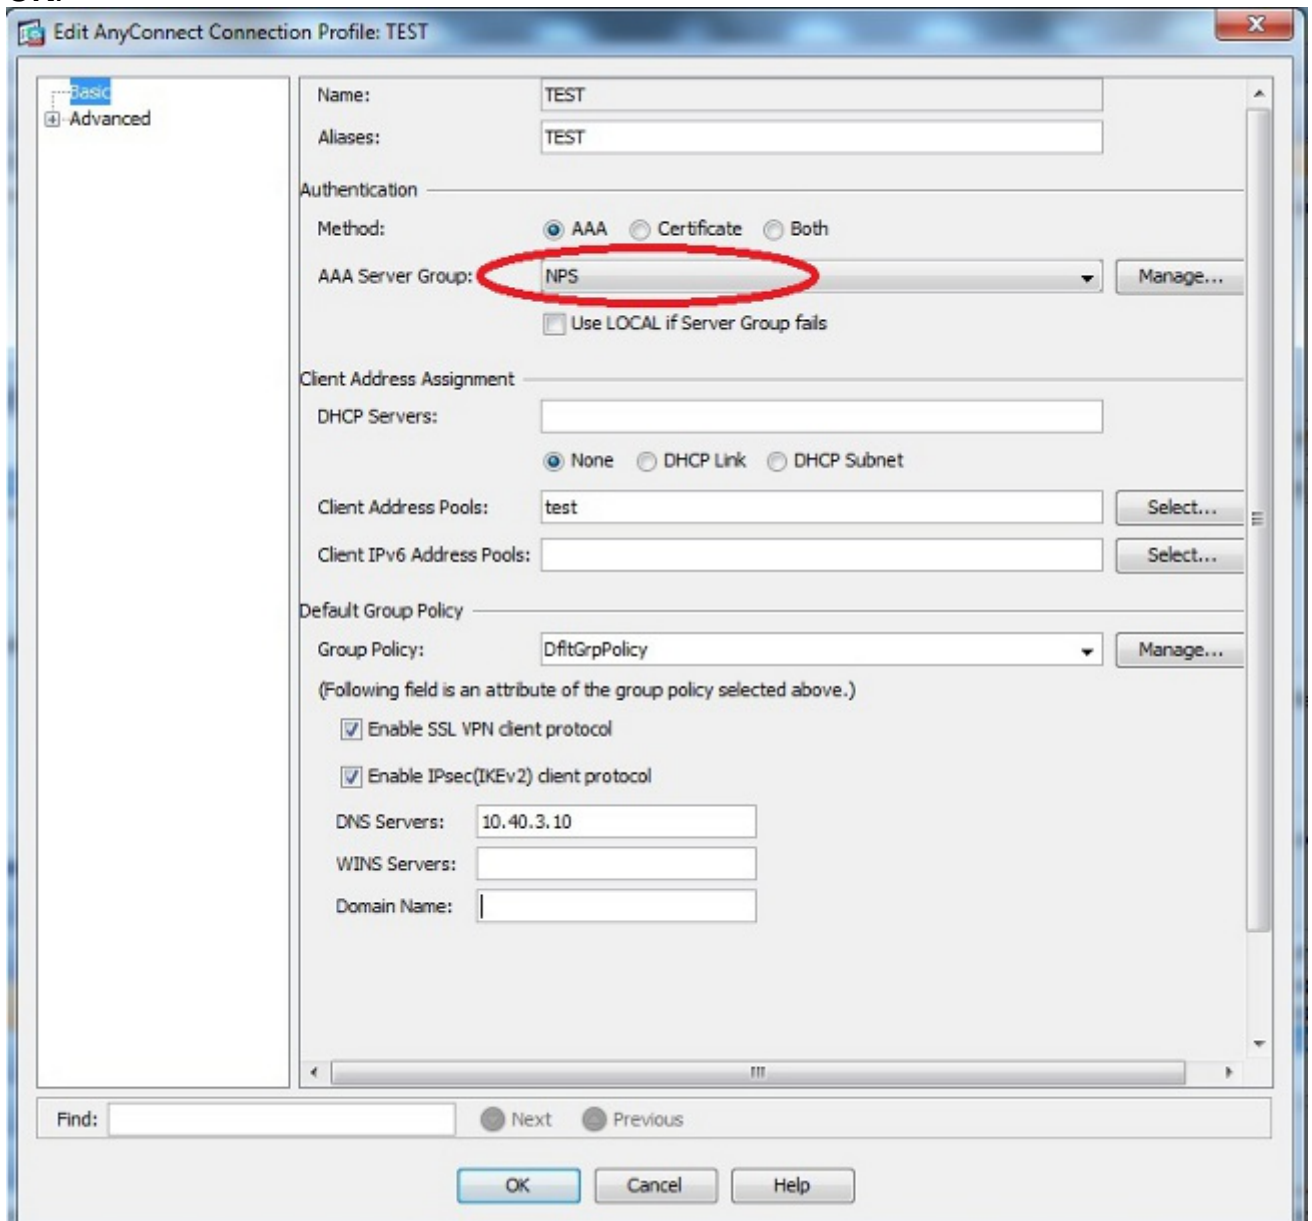 Edit AnyConnect Connection Profile: TEST
Basic
Advanced
Name: TEST
Aliases: TEST
Authentication
Method: AAA Certificate Both
AAA Server Group: NPS Manage...
Use LOCAL if Server Group fails
Client Address Assignment
DHCP Servers:
None DHCP Link DHCP Subnet
Client Address Pools: test Select...
Client IPv6 Address Pools: Select...
Default Group Policy
Group Policy: DfltGrpPolicy Manage...
(Following field is an attribute of the group policy selected above.)
Enable SSL VPN client protocol
Enable IPsec(IKEv2) client protocol
DNS Servers: 10.40.3.10
WINS Servers:
Domain Name:
Find: Next Previous
OK Cancel Help